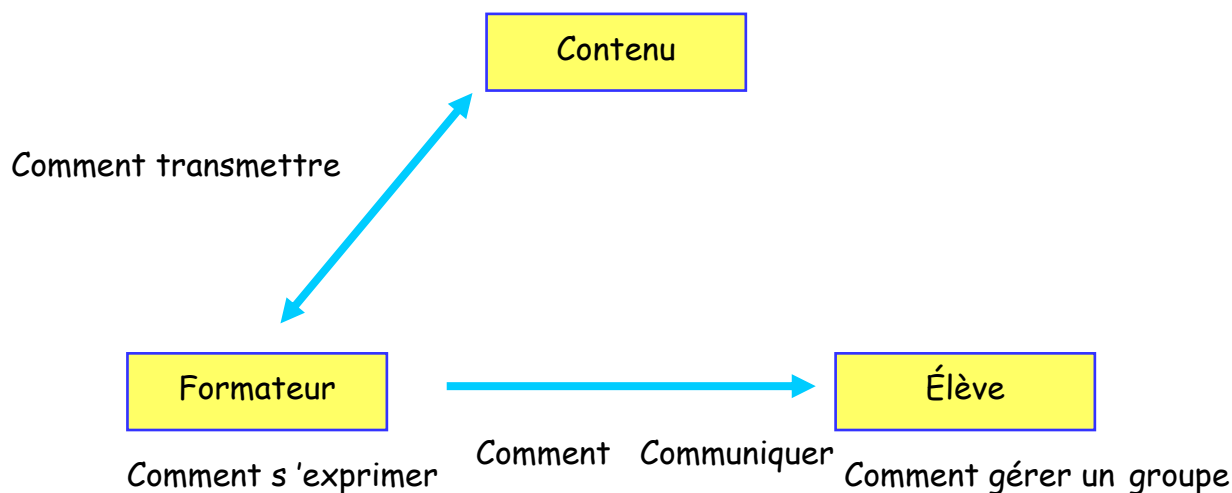 Contenu
Comment transmettre
Formateur
Élève
Comment s 'exprimer
Comment Communiquer
Comment gérer un groupe